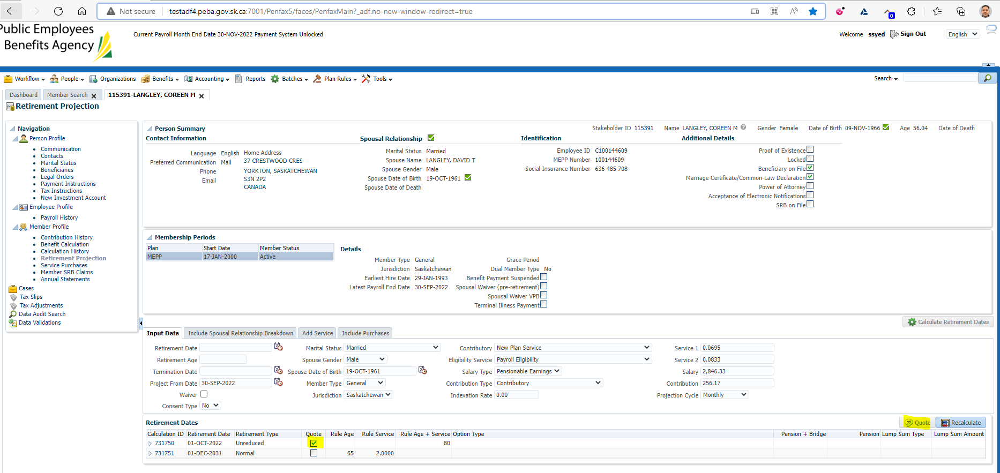 Not secure testadf4.peba.gov.sk.ca:7001/Penfax5/faces/PenfaxMain?_adf.no-new-window-redirect=true
0
Public Employees
Benefits Agency
Current Payroll Month End Date 30-NOV-2022 Payment System Unlocked
Welcome ssyed Sign Out English
Workflow People Organizations Benefits Accounting Reports Batches Plan Rules Tools Search
Dashboard Member Search 115391-LANGLEY, COREEN M
Retirement Projection
Navigation
Person Profile
Communication
Contacts
Marital Status
Beneficiaries
Legal Orders
Payment Instructions
Tax Instructions
New Investment Account
Employee Profile
Payroll History
Member Profile
Contribution History
Benefit Calculation
Calculation History
Retirement Projection
Service Purchases
Member SRB Claims
Annual Statements
Cases
Tax Slips
Tax Adjustments
Data Audit Search
Data Validations
Person Summary Stakeholder ID 115391 Name LANGLEY, COREEN M Gender Female Date of Birth 09-NOV-1966 Age 56.04 Date of Death
Contact Information
Language English
Preferred Communication Mail
Phone
Email
Home Address
37 CRESTWOOD CRES
YORKTON, SASKATCHEWAN
S3N 2P2
CANADA
Spousal Relationship
Marital Status Married
Spouse Name LANGLEY, DAVID T
Spouse Gender Male
Spouse Date of Birth 19-OCT-1961
Spouse Date of Death
Identification
Employee ID C100144609
MEPP Number 100144609
Social Insurance Number 636 485 708
Additional Details
Proof of Existence
Locked
Beneficiary on File
Marriage Certificate/Common-Law Declaration
Power of Attorney
Acceptance of Electronic Notifications
SRB on File
Membership Periods
Plan Start Date Member Status
MEPP 17-JAN-2000 Active
Details
Member Type General
Jurisdiction Saskatchewan
Earliest Hire Date 29-JAN-1993
Latest Payroll End Date 30-SEP-2022
Grace Period
Dual Member Type No
Benefit Payment Suspended
Spousal Waiver (pre-retirement)
Spousal Waiver VPB
Terminal Illness Payment
Calculate Retirement Dates
Input Data Include Spousal Relationship Breakdown Add Service Include Purchases
Retirement Date
Retirement Age
Termination Date
Project From Date 30-SEP-2022
Waiver
Consent Type No
Marital Status Married
Spouse Gender Male
Spouse Date of Birth 19-OCT-1961
Member Type General
Jurisdiction Saskatchewan
Contributory New Plan Service
Eligibility Service Payroll Eligibility
Salary Type Pensionable Earnings
Contribution Type Contributory
Indexation Rate 0.00
Service 1 0.0695
Service 2 0.0833
Salary 2,846.33
Contribution 256.17
Projection Cycle Monthly
Retirement Dates Quote Recalculate
Calculation ID Retirement Date Retirement Type Quote Rule Age Rule Service Rule Age + Service Option Type Pension + Bridge Pension Lump Sum Type Lump Sum Amount
731750 01-OCT-2022 Unreduced 80
731751 01-DEC-2031 Normal 65 2.0000